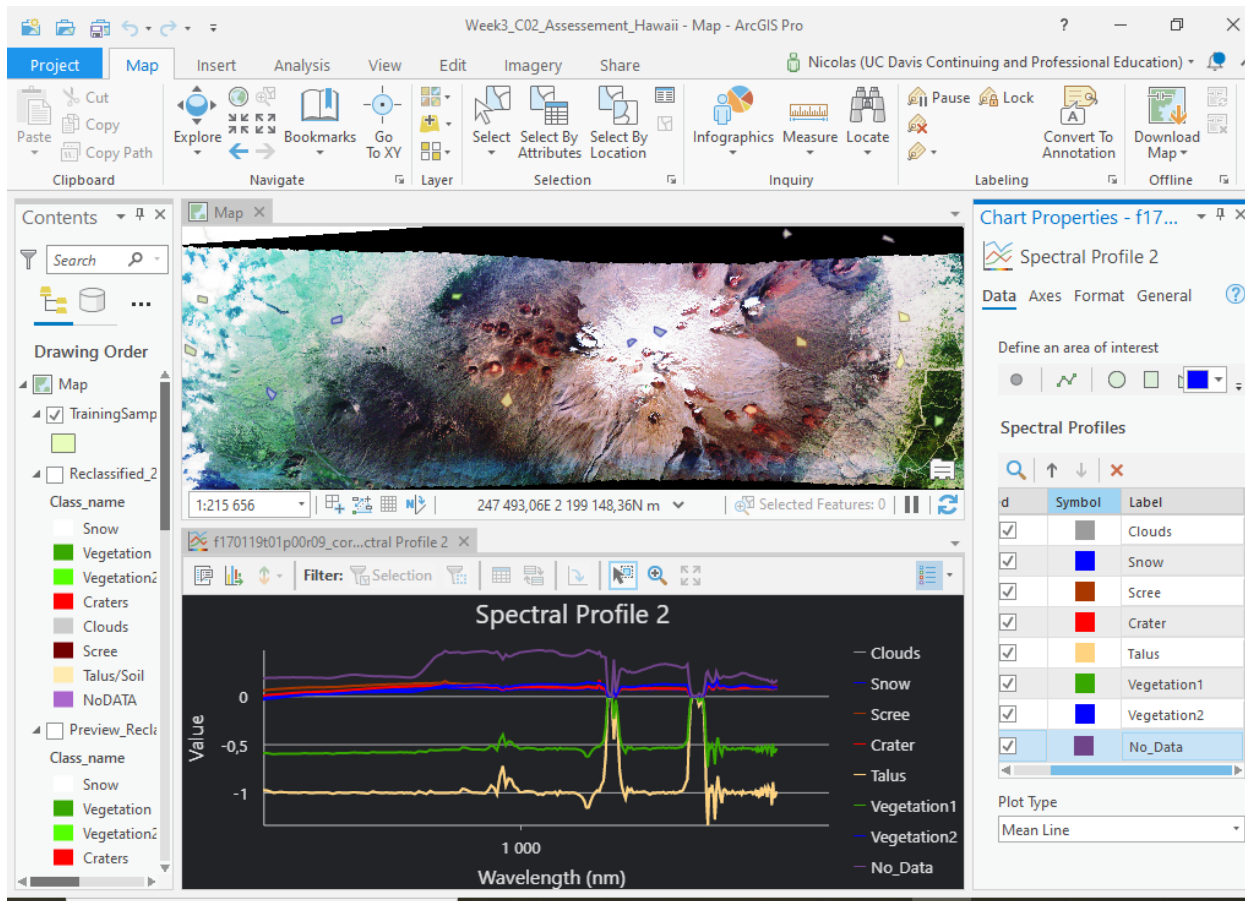 Week3_C02_Assessement_Hawaii - Map - ArcGIS Pro
?
Project Map Insert Analysis View Edit Imagery Share
Nicolas (UC Davis Continuing and Professional Education)
Cut
Copy
Copy Path
Paste
Clipboard
Explore
Bookmarks
Go
To XY
Navigate
Layer
Select
Select By
Attributes
Select By
Location
Selection
Infographics
Measure
Locate
Inquiry
Pause
Lock
A
Convert To
Annotation
Labeling
Download
Map
Offline
Contents
Search
Drawing Order
Map
TrainingSamp
Reclassified_2
Class_name
Snow
Vegetation
Vegetation2
Craters
Clouds
Scree
Talus/Soil
NoDATA
Preview_Recla
Class_name
Snow
Vegetation
Vegetation2
Craters
Map
1:215 656
N
247 493,06E 2 199 148,36N m
Selected Features: 0
f170119t01p00r09_cor...ctral Profile 2
Filter:
Selection
Spectral Profile 2
Value
0
-0,5
-1
1 000
Wavelength (nm)
Clouds
Snow
Scree
Crater
Talus
Vegetation1
Vegetation2
No_Data
Chart Properties - f17...
Spectral Profile 2
Data Axes Format General
?
Define an area of interest
Spectral Profiles
d Symbol Label
Clouds
Snow
Scree
Crater
Talus
Vegetation1
Vegetation2
No_Data
Plot Type
Mean Line